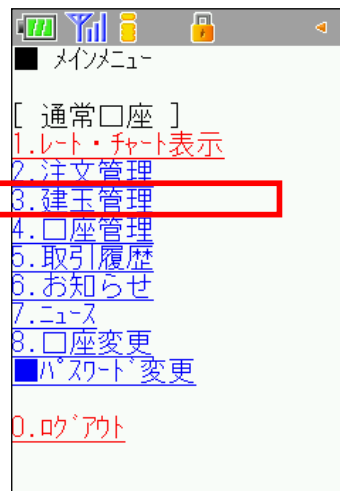 ■ ﾒｲﾝﾒﾆｭｰ
[ 通常口座 ]
1.ﾚｰﾄ・ﾁｬｰﾄ表示
2.注文管理
3.建玉管理
4.口座管理
5.取引履歴
6.お知らせ
7.ﾆｭｰｽ
8.口座変更
■ﾊﾟｽﾜｰﾄﾞ変更
0.ﾛｸﾞｱｳﾄ